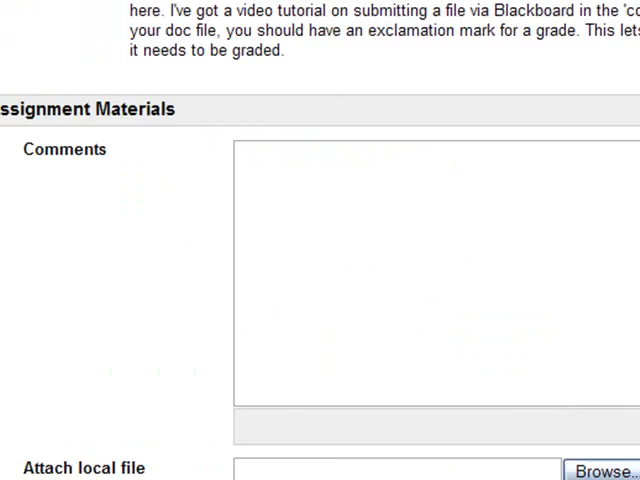 here. I've got a video tutorial on submitting a file via Blackboard in the 'co
your doc file, you should have an exclamation mark for a grade. This lets
it needs to be graded.
ssignment Materials
Comments
Attach local file
Browse..